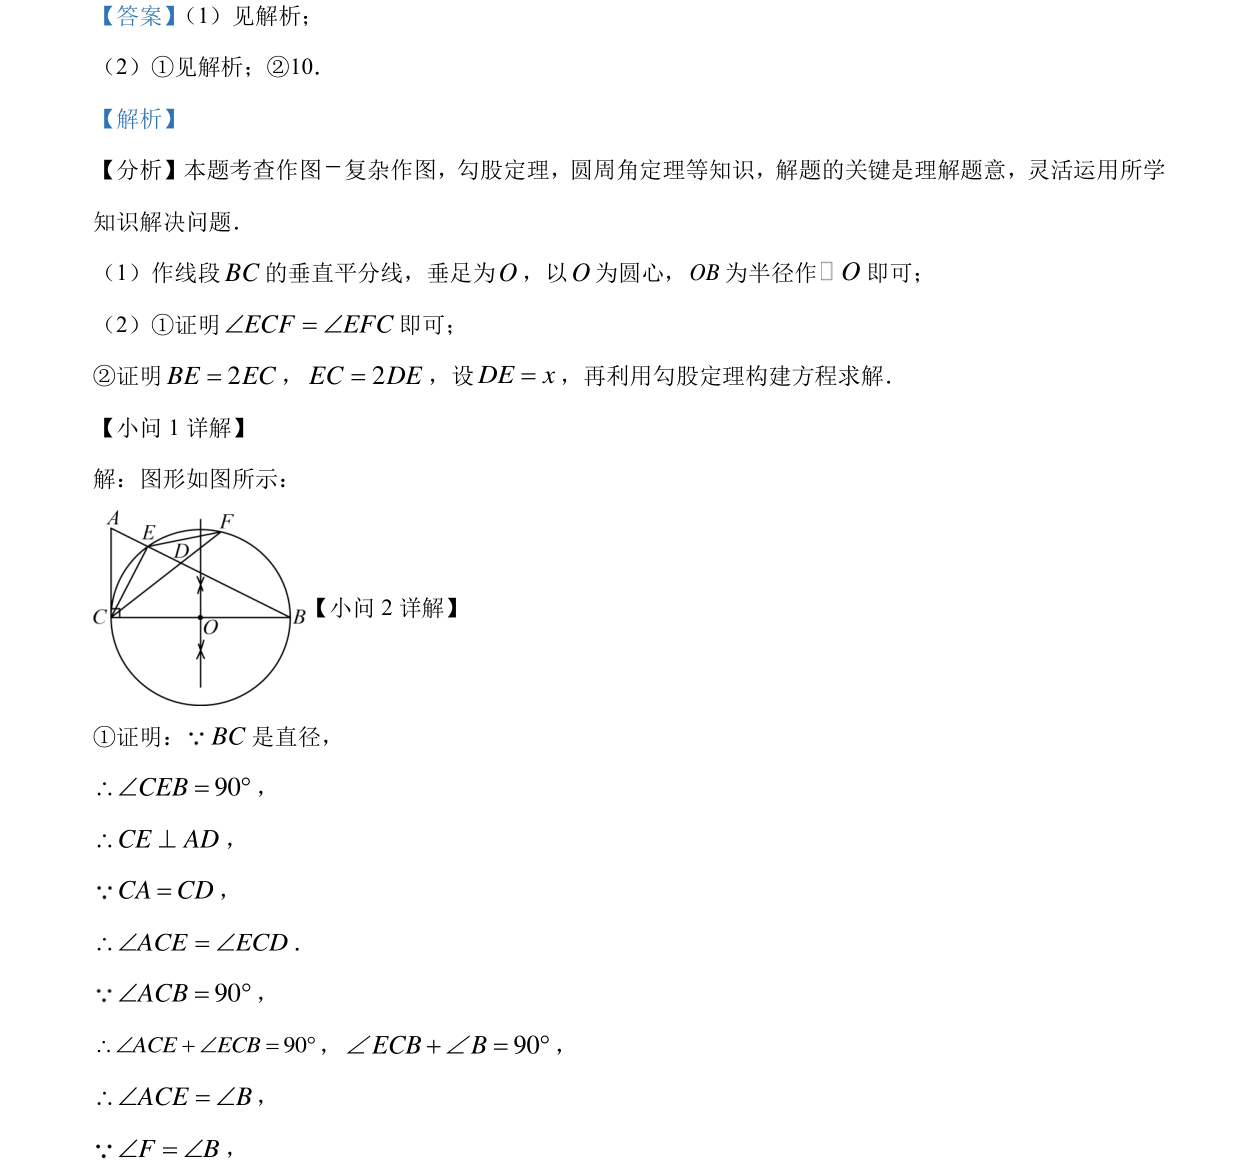 【答案】（1）见解析；
（2）①见解析；②10．
【解析】
【分析】本题考查作图－复杂作图，勾股定理，圆周角定理等知识，解题的关键是理解题意，灵活运用所学
知识解决问题．
（1）作线段BC的垂直平分线，垂足为O，以O为圆心，OB为半径作□ O即可；
（2）①证明∠ECF = ∠EFC即可；
②证明BE = 2EC，EC = 2DE，设DE = x，再利用勾股定理构建方程求解．
【小问1详解】
解：图形如图所示：
A
E
F
D
C
O
B
【小问2详解】
①证明：∵BC是直径，
∴∠CEB = 90°，
∴CE ⊥ AD，
∵CA = CD，
∴∠ACE = ∠ECD．
∵∠ACB = 90°，
∴∠ACE + ∠ECB = 90°，∠ECB + ∠B = 90°，
∴∠ACE = ∠B，
∵∠F = ∠B，